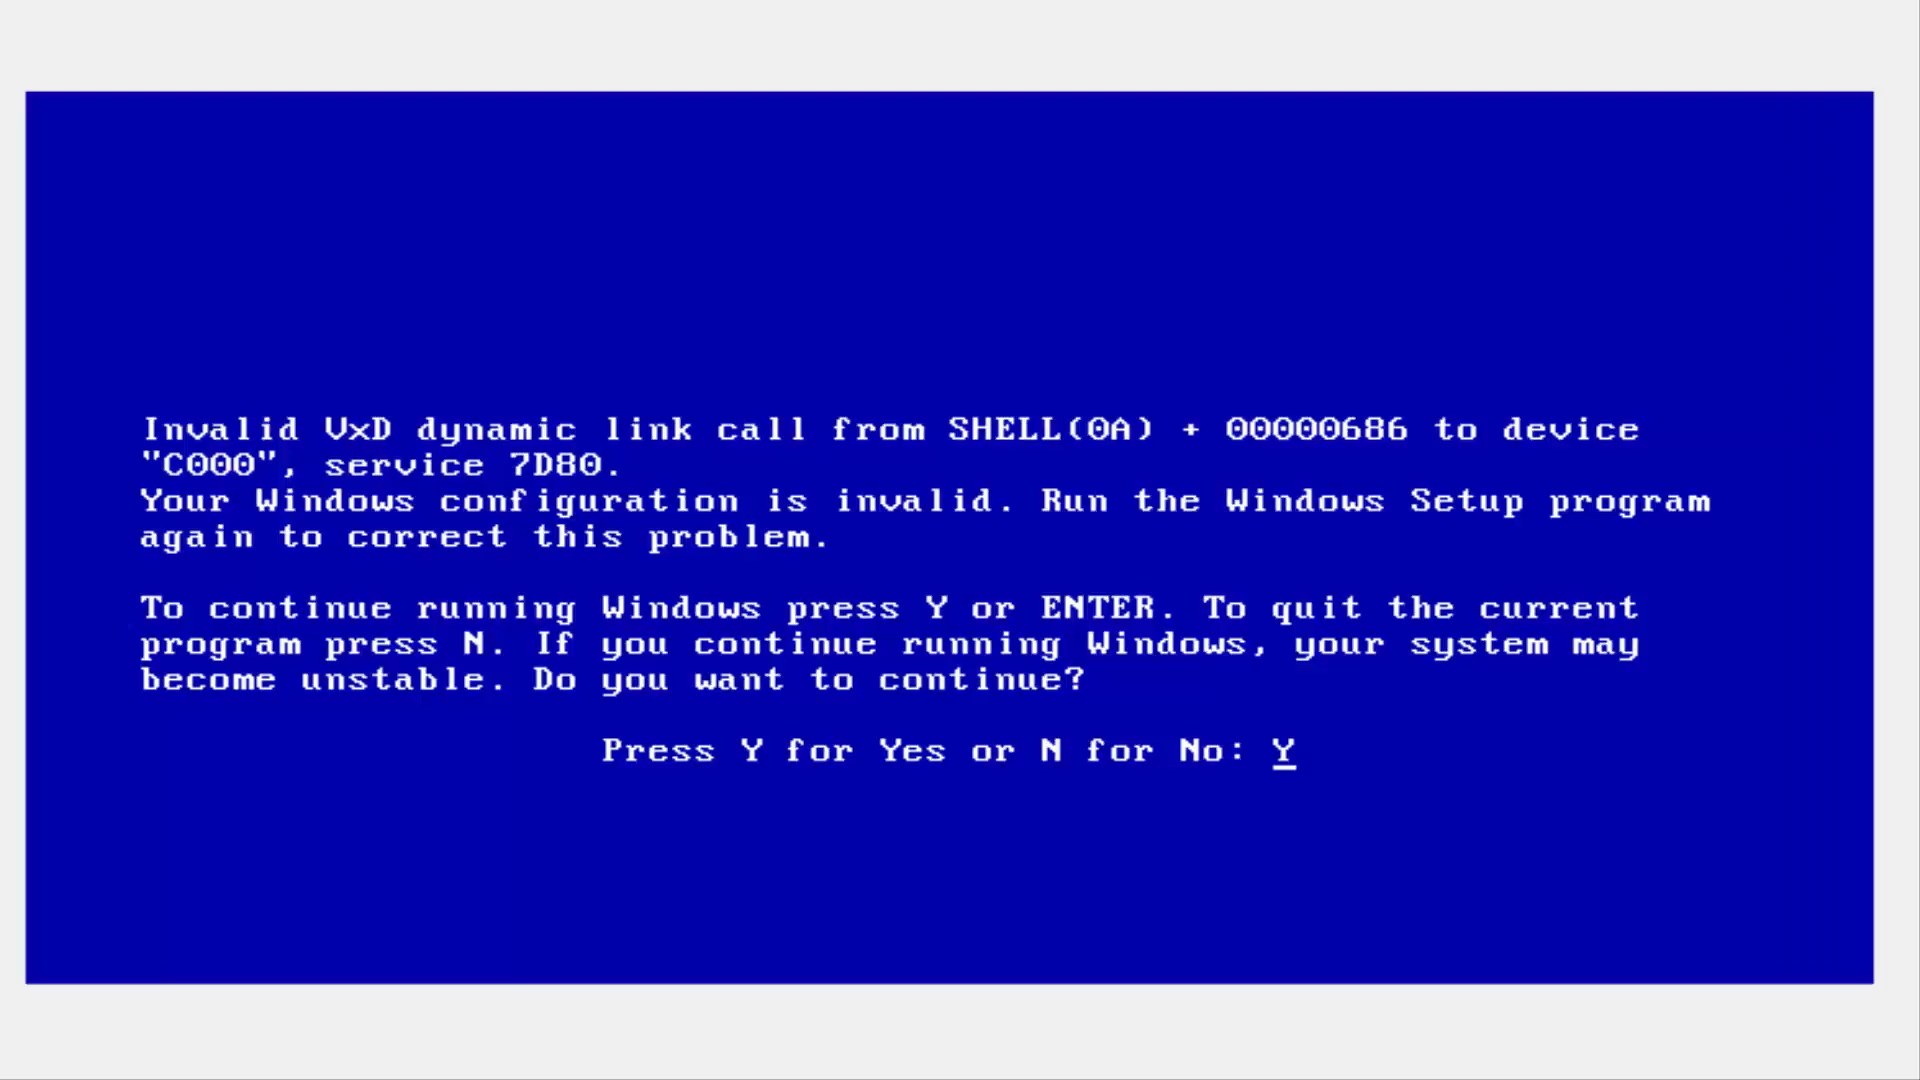 Invalid VxD dynamic link call from SHELL(0A) + 00000686 to device
"C000", service 7D80.
Your Windows configuration is invalid. Run the Windows Setup program
again to correct this problem.
To continue running Windows press Y or ENTER. To quit the current
program press N. If you continue running Windows, your system may
become unstable. Do you want to continue?
Press Y for Yes or N for No: Y